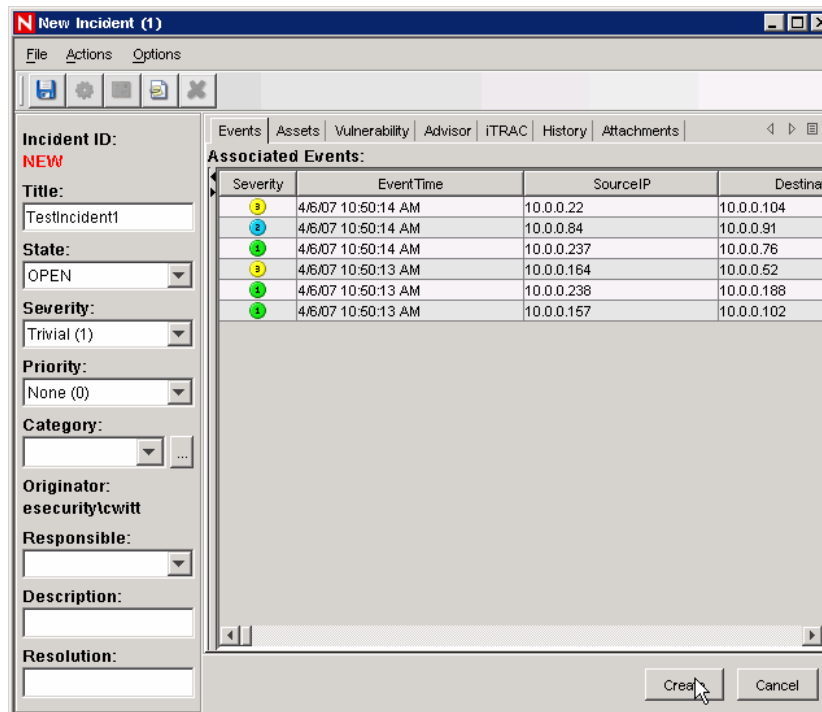 N New Incident (1)
File Actions Options
Incident ID:
NEW
Title:
TestIncident1
State:
OPEN
Severity:
Trivial (1)
Priority:
None (0)
Category:
...
Originator:
esecurity\cwitt
Responsible:
Description:
Resolution:
Events Assets Vulnerability Advisor iTRAC History Attachments
Associated Events:
Severity EventTime SourceIP Destina
3 4/6/07 10:50:14 AM 10.0.0.22 10.0.0.104
2 4/6/07 10:50:14 AM 10.0.0.84 10.0.0.91
1 4/6/07 10:50:14 AM 10.0.0.237 10.0.0.76
3 4/6/07 10:50:13 AM 10.0.0.164 10.0.0.52
1 4/6/07 10:50:13 AM 10.0.0.238 10.0.0.188
1 4/6/07 10:50:13 AM 10.0.0.157 10.0.0.102
Create Cancel